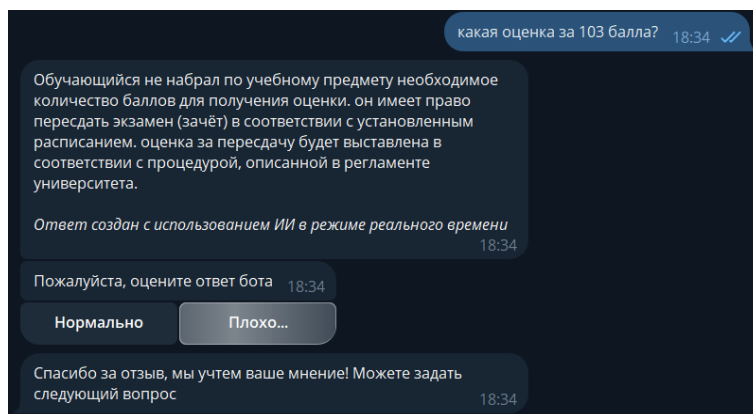 какая оценка за 103 балла? 18:34
Обучающийся не набрал по учебному предмету необходимое
количество баллов для получения оценки. он имеет право
пересдать экзамен (зачёт) в соответствии с установленным
расписанием. оценка за пересдачу будет выставлена в
соответствии с процедурой, описанной в регламенте
университета.
Ответ создан с использованием ИИ в режиме реального времени
18:34
Пожалуйста, оцените ответ бота 18:34
Нормально Плохо...
Спасибо за отзыв, мы учтем ваше мнение! Можете задать
следующий вопрос 18:34